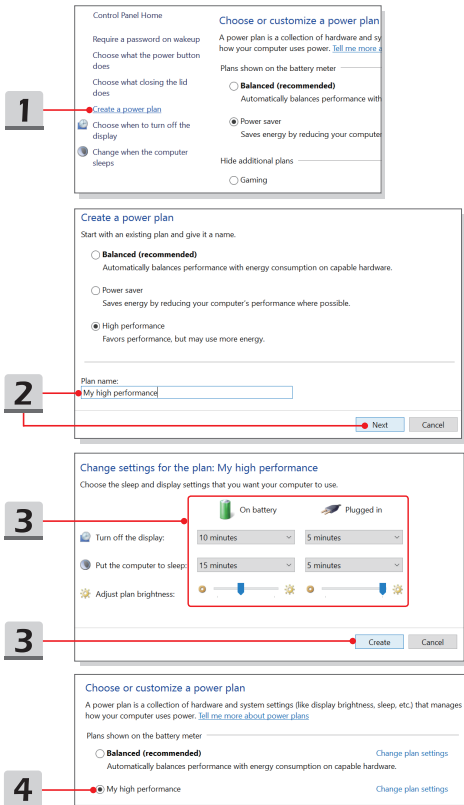 1
Control Panel Home
Require a password on wakeup
Choose what the power button
does
Choose what closing the lid
does
Create a power plan
Choose when to turn off the
display
Change when the computer
sleeps
Choose or customize a power plan
A power plan is a collection of hardware and sy
how your computer uses power. Tell me more a
Plans shown on the battery meter
Balanced (recommended)
Automatically balances performance with
Power saver
Saves energy by reducing your compute
Hide additional plans
Gaming
2
Create a power plan
Start with an existing plan and give it a name.
Balanced (recommended)
Automatically balances performance with energy consumption on capable hardware.
Power saver
Saves energy by reducing your computer's performance where possible.
High performance
Favors performance, but may use more energy.
Plan name:
My high performance
Next Cancel
3
Change settings for the plan: My high performance
Choose the sleep and display settings that you want your computer to use.
On battery Plugged in
Turn off the display: 10 minutes 5 minutes
Put the computer to sleep: 15 minutes 5 minutes
Adjust plan brightness:
3
Create Cancel
4
Choose or customize a power plan
A power plan is a collection of hardware and system settings (like display brightness, sleep, etc.) that manages
how your computer uses power. Tell me more about power plans
Plans shown on the battery meter
Balanced (recommended) Change plan settings
Automatically balances performance with energy consumption on capable hardware.
My high performance Change plan settings